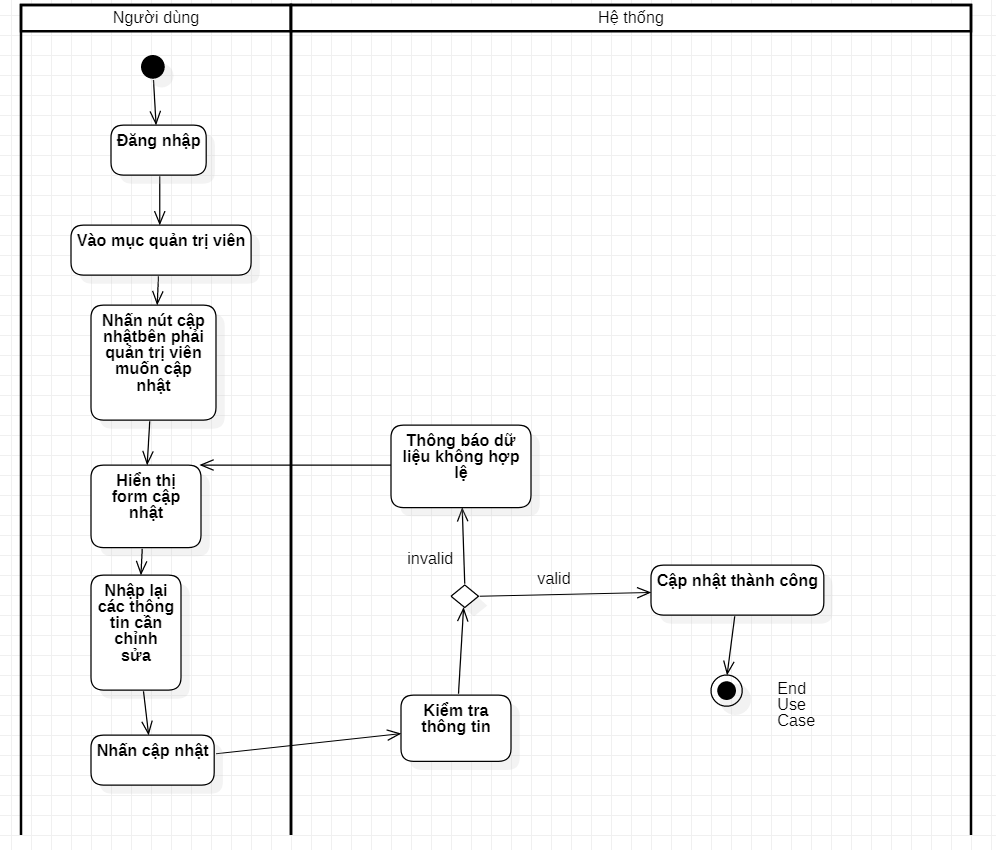 Người dùng
Hệ thống
Đăng nhập
Vào mục quản trị viên
Nhấn nút cập
nhậtbên phải
quản trị viên
muốn cập
nhật
Hiển thị
form cập
nhật
Nhập lại
các thông
tin cần
chỉnh
sửa
Nhấn cập nhật
Thông báo dữ
liệu không hợp
lệ
invalid
valid
Cập nhật thành công
Kiểm tra
thông tin
End
Use
Case